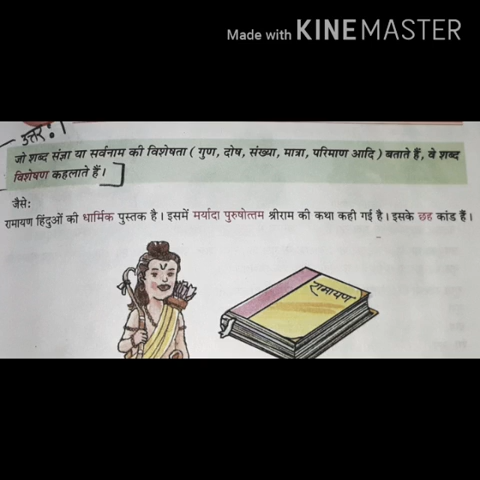 Made with KINEMASTER
उत्तर:
जो शब्द संज्ञा या सर्वनाम की विशेषता ( गुण, दोष, संख्या, मात्रा, परिमाण आदि ) बताते हैं, वे शब्द
विशेषण कहलाते हैं।
जैसे:
रामायण हिंदुओं की धार्मिक पुस्तक है। इसमें मर्यादा पुरुषोत्तम श्रीराम की कथा कही गई है। इसके छह कांड हैं।
रामायण